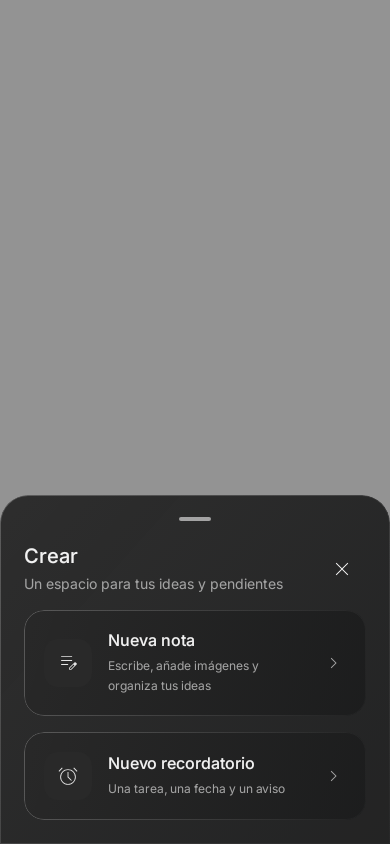 Crear
Un espacio para tus ideas y pendientes
Nueva nota
Escribe, añade imágenes y
organiza tus ideas
Nuevo recordatorio
Una tarea, una fecha y un aviso